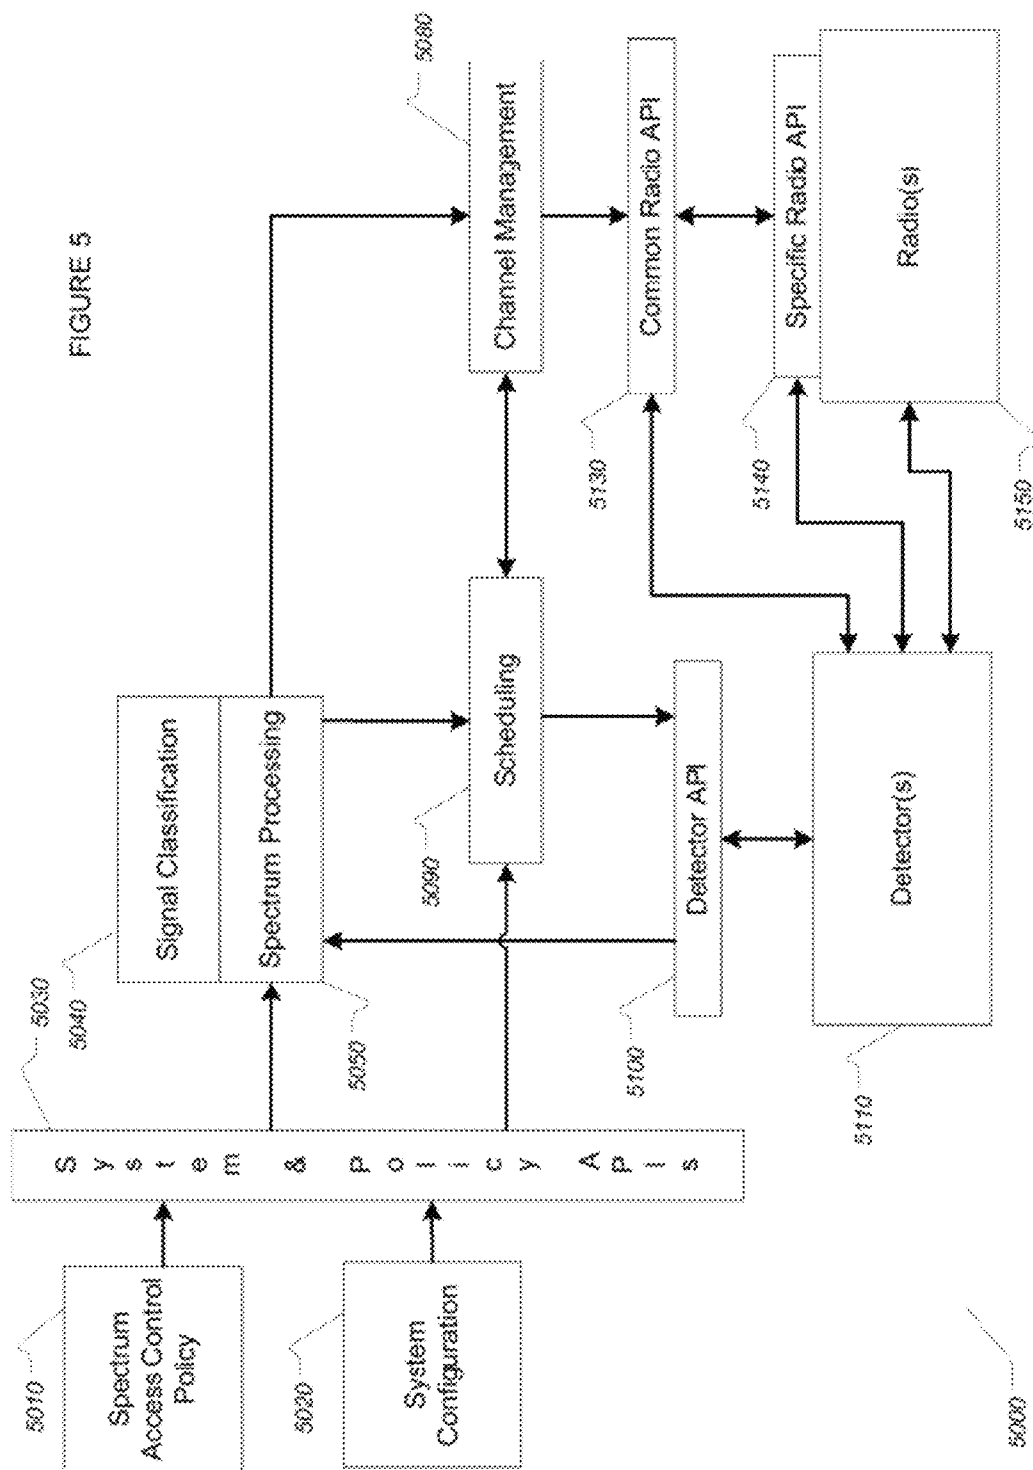 FIGURE 5
5010
Spectrum
Access Control
Policy
5020
System
Configuration
5030
System & Policy APIs
5040
Signal Classification
Spectrum Processing
5050
5090
Scheduling
5080
Channel Management
5100
Detector API
5130
Common Radio API
5140
Specific Radio API
5110
Detector(s)
Radio(s)
5150
5000